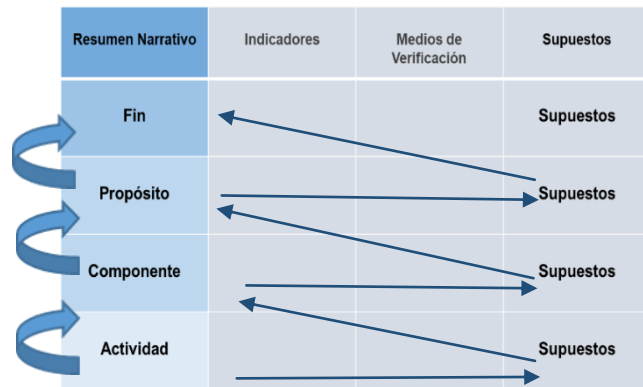 Resumen Narrativo Indicadores Medios de Supuestos
Verificación
Fin Supuestos
Propósito Supuestos
Componente Supuestos
Actividad Supuestos